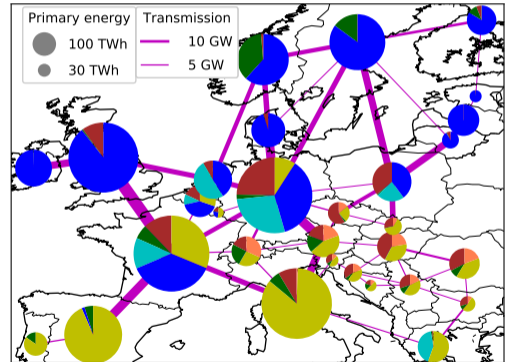 Primary energy
100 TWh
30 TWh
Transmission
10 GW
5 GW